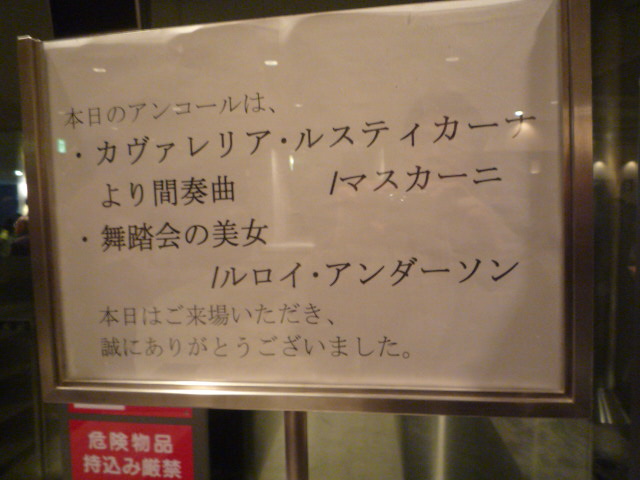 本日のアンコールは、
・カヴァレリア・ルスティカーナ
より間奏曲 /マスカーニ
・舞踏会の美女
/ルロイ・アンダーソン
本日はご来場いただき、
誠にありがとうございました。
危険物品
持込み厳禁